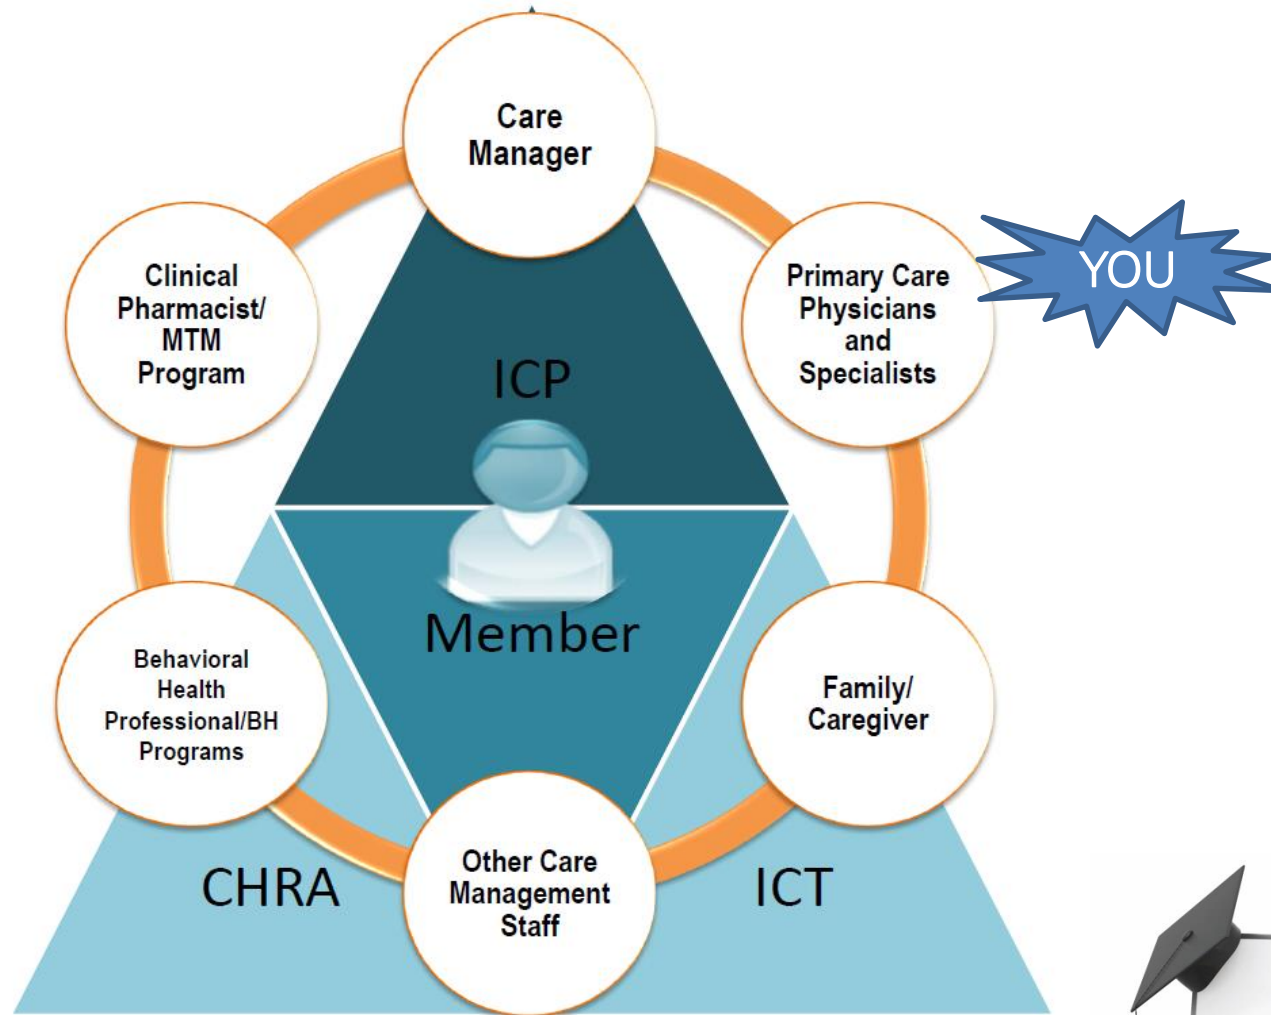 Care
Manager
Clinical
Pharmacist/
MTM
Program
Primary Care
Physicians
and
Specialists
YOU
ICP
Member
Behavioral
Health
Professional/BH
Programs
Family/
Caregiver
CHRA
Other Care
Management
Staff
ICT